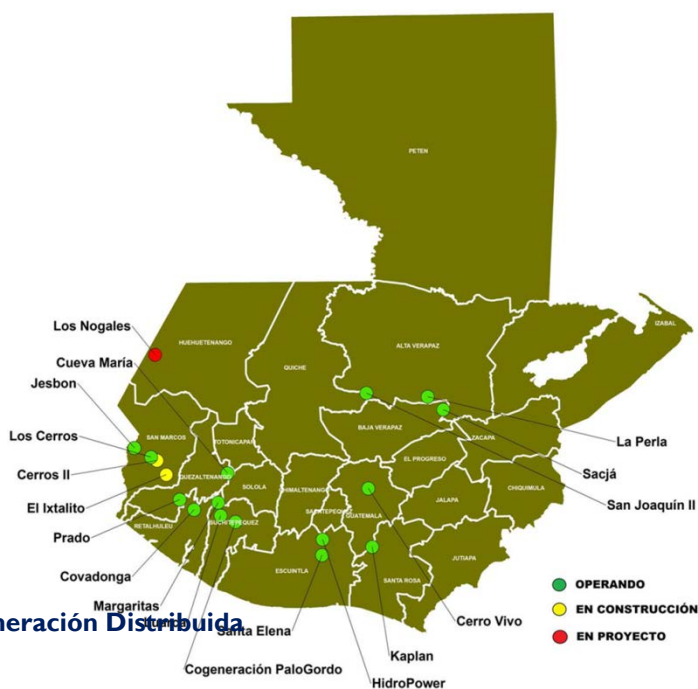 PETEN
IZABAL
HUEHUETENANGO
ALTA VERAPAZ
QUICHE
Los Nogales
Cueva María
Jesbon
Los Cerros
Cerros II
El Ixtalito
Prado
Covadonga
Margaritas
SAN MARCOS
TOTONICAPAN
QUEZALTENANGO
SOLOLA
CHIMALTENANGO
BAJA VERAPAZ
EL PROGRESO
ZACAPA
CHIQUIMULA
JALAPA
GUATEMALA
RETALHULEU
ESCUINTLA
SANTA ROSA
JUTIAPA
La Perla
Sacjá
San Joaquín II
OPERANDO
EN CONSTRUCCIÓN
EN PROYECTO
neración Distribuida
Santa Elena
Cerro Vivo
Kaplan
Cogeneración PaloGordo
HidroPower